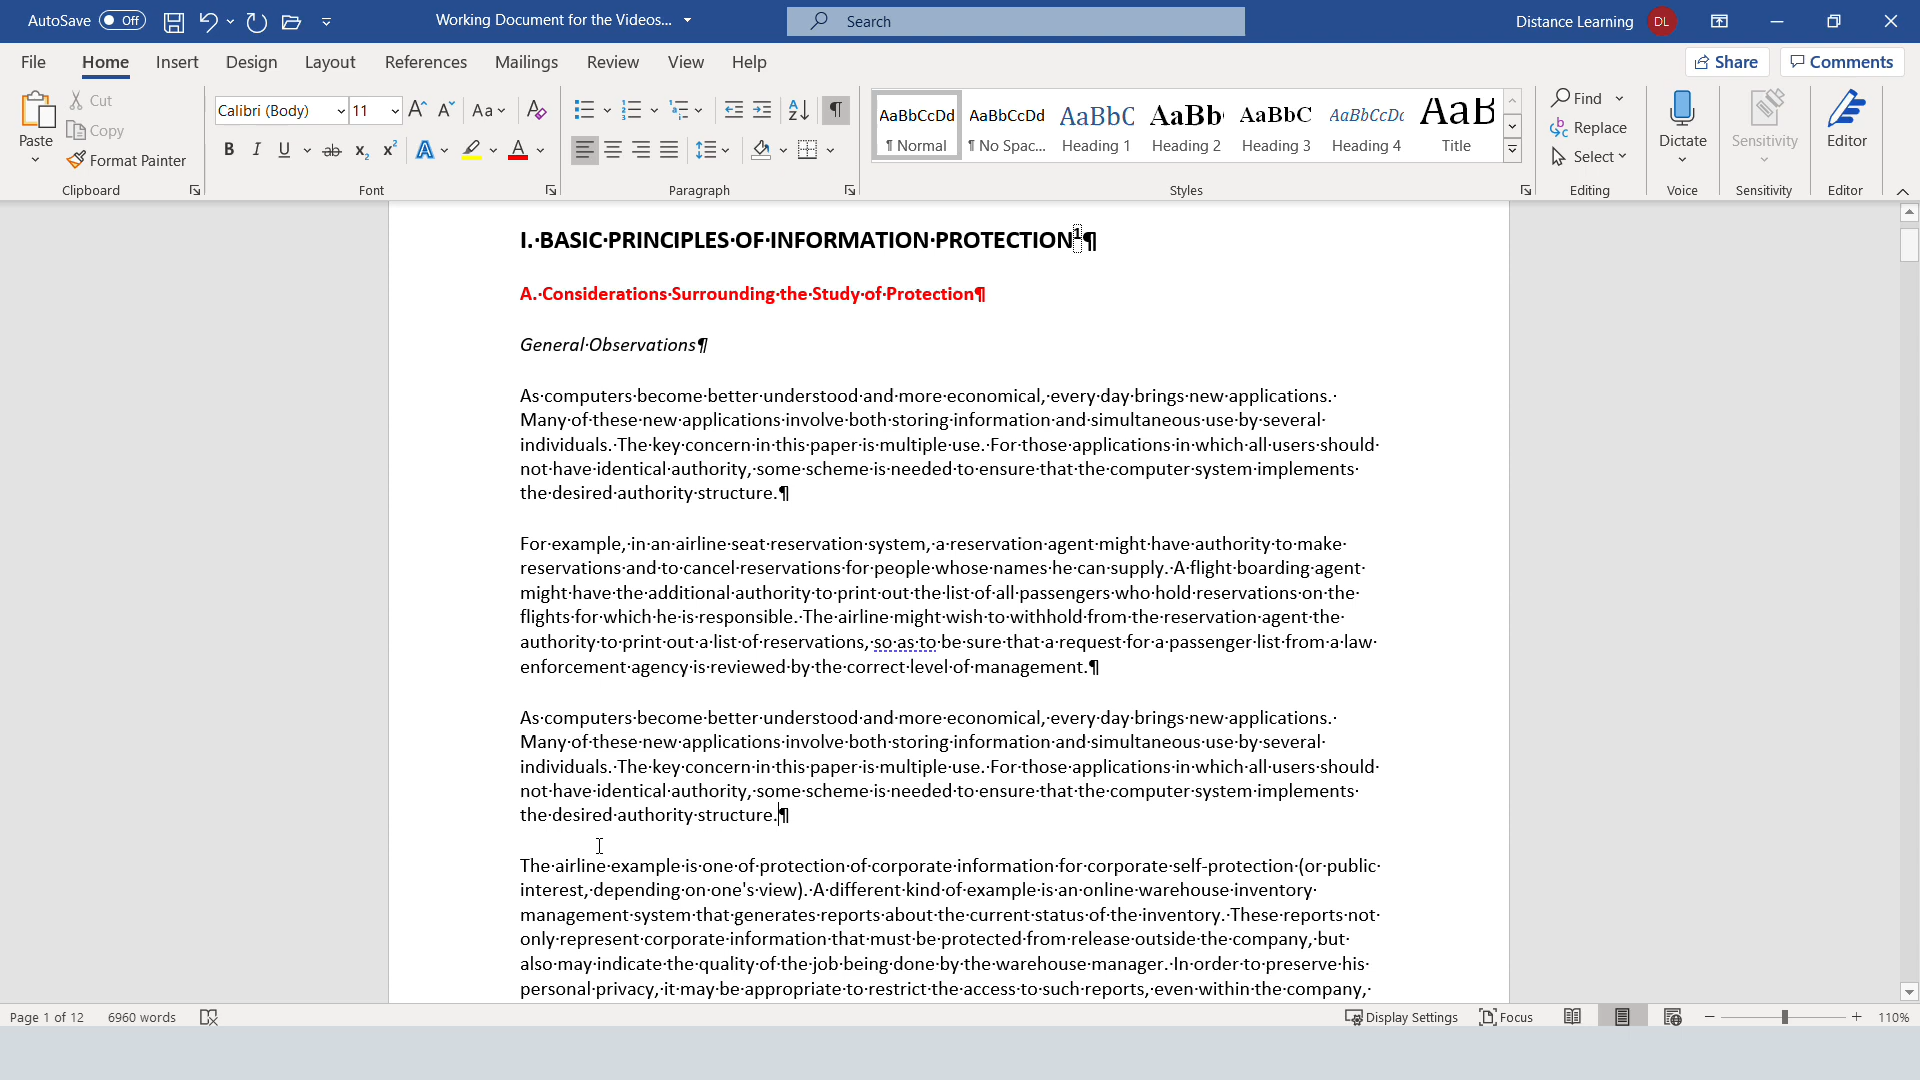 AutoSave Off Working Document for the Videos... Search Distance Learning DL
File Home Insert Design Layout References Mailings Review View Help Share Comments
Paste Cut Copy Format Painter Clipboard
Calibri (Body) 11 Aa
B I U ab x₂ x² A A
Font
Paragraph
AaBbCcDd AaBbCcDd AaBbC AaBb AaBbC AaBbCcDc AaB
¶ Normal ¶ No Spac... Heading 1 Heading 2 Heading 3 Heading 4 Title
Styles
Find Replace Select Editing
Dictate Voice
Sensitivity Sensitivity
Editor Editor
I.·BASIC·PRINCIPLES·OF·INFORMATION·PROTECTION¹¶
A.·Considerations·Surrounding·the·Study·of·Protection¶
General·Observations¶
As·computers·become·better·understood·and·more·economical,·every·day·brings·new·applications.·
Many·of·these·new·applications·involve·both·storing·information·and·simultaneous·use·by·several·
individuals.·The·key·concern·in·this·paper·is·multiple·use.·For·those·applications·in·which·all·users·should·
not·have·identical·authority,·some·scheme·is·needed·to·ensure·that·the·computer·system·implements·
the·desired·authority·structure.¶
For·example,·in·an·airline·seat·reservation·system,·a·reservation·agent·might·have·authority·to·make·
reservations·and·to·cancel·reservations·for·people·whose·names·he·can·supply.·A·flight·boarding·agent·
might·have·the·additional·authority·to·print·out·the·list·of·all·passengers·who·hold·reservations·on·the·
flights·for·which·he·is·responsible.·The·airline·might·wish·to·withhold·from·the·reservation·agent·the·
authority·to·print·out·a·list·of·reservations,·so·as·to·be·sure·that·a·request·for·a·passenger·list·from·a·law·
enforcement·agency·is·reviewed·by·the·correct·level·of·management.¶
As·computers·become·better·understood·and·more·economical,·every·day·brings·new·applications.·
Many·of·these·new·applications·involve·both·storing·information·and·simultaneous·use·by·several·
individuals.·The·key·concern·in·this·paper·is·multiple·use.·For·those·applications·in·which·all·users·should·
not·have·identical·authority,·some·scheme·is·needed·to·ensure·that·the·computer·system·implements·
the·desired·authority·structure.¶
The·airline·example·is·one·of·protection·of·corporate·information·for·corporate·self-protection·(or·public·
interest,·depending·on·one's·view).·A·different·kind·of·example·is·an·online·warehouse·inventory·
management·system·that·generates·reports·about·the·current·status·of·the·inventory.·These·reports·not·
only·represent·corporate·information·that·must·be·protected·from·release·outside·the·company,·but·
also·may·indicate·the·quality·of·the·job·being·done·by·the·warehouse·manager.·In·order·to·preserve·his·
personal·privacy,·it·may·be·appropriate·to·restrict·the·access·to·such·reports,·even·within·the·company,·
Page 1 of 12 6960 words Display Settings Focus 110%